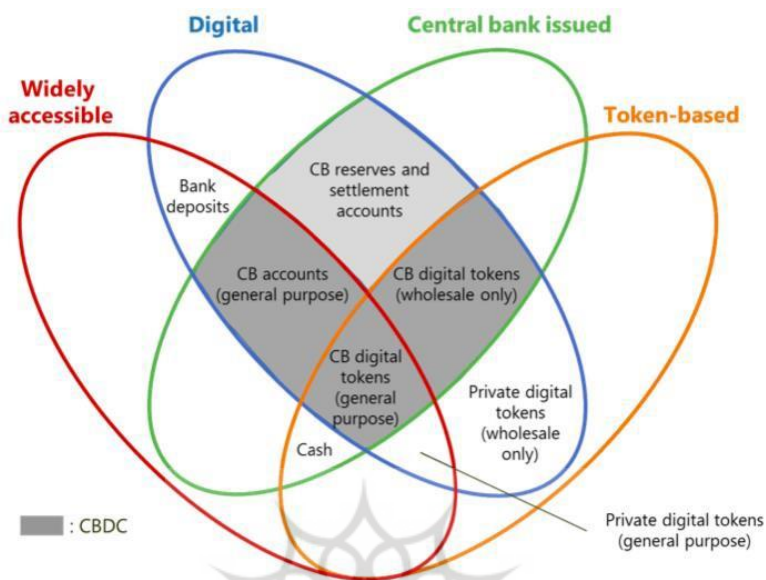 Digital
Central bank issued
Widely
accessible
Token-based
CB reserves and
settlement
accounts
Bank
deposits
CB accounts
(general purpose)
CB digital tokens
(wholesale only)
CB digital
tokens
(general
purpose)
Private digital
tokens
(wholesale
only)
Cash
: CBDC
Private digital tokens
(general purpose)